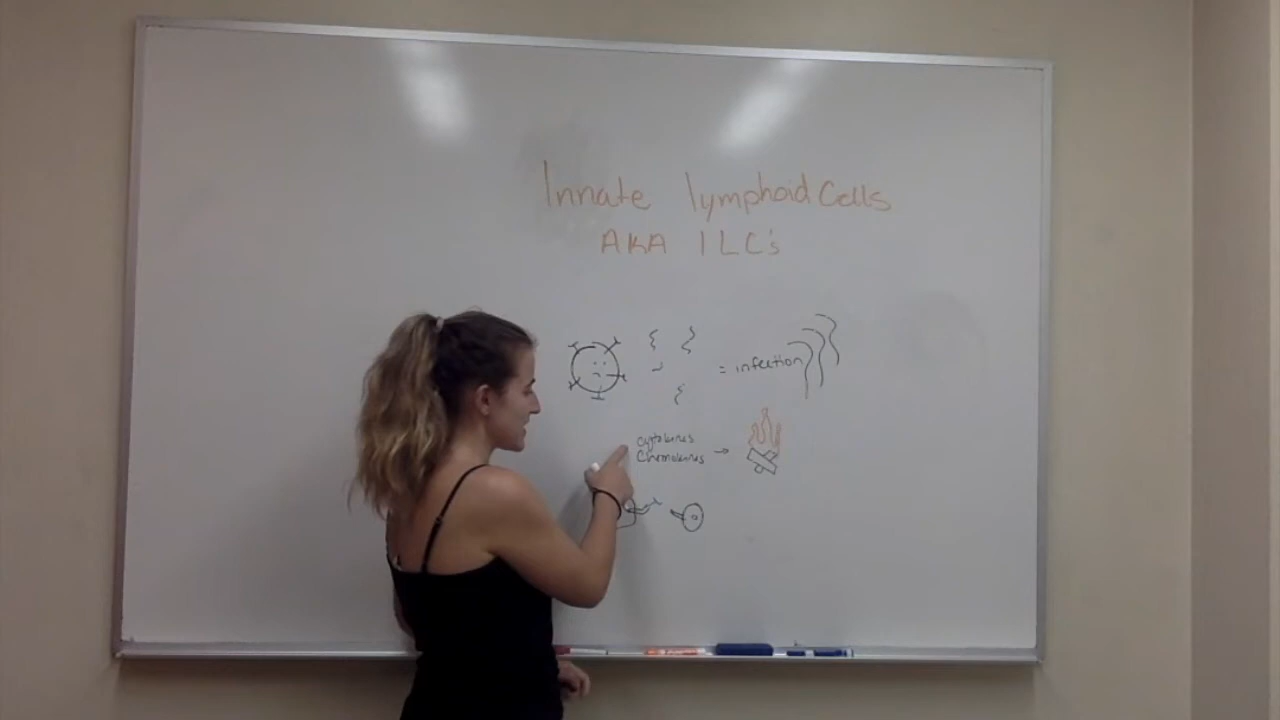 Innate lymphoid Cells
AKA ILC's
= infection
Cytokines
Chemokines →